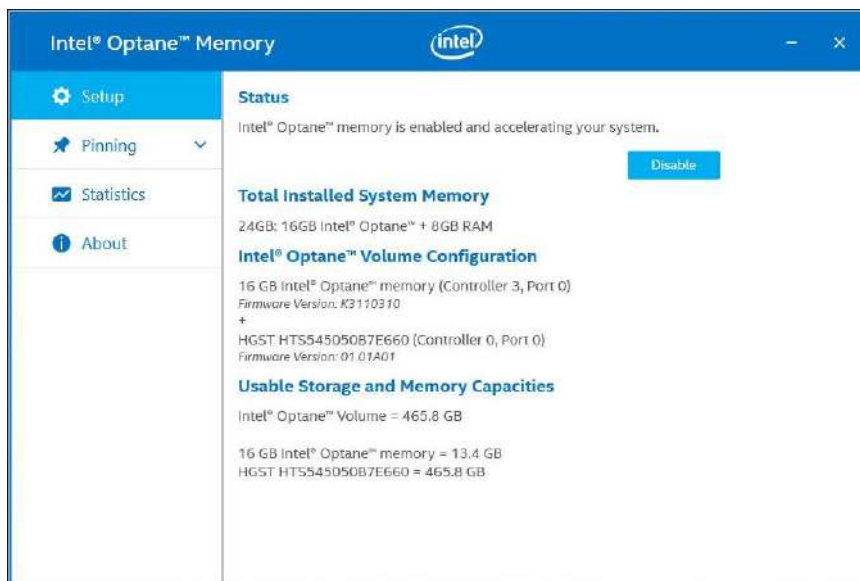 Intel® Optane™ Memory
intel
Setup
Pinning
Statistics
About
Status
Intel® Optane™ memory is enabled and accelerating your system.
Disable
Total Installed System Memory
24GB: 16GB Intel® Optane™ + 8GB RAM
Intel® Optane™ Volume Configuration
16 GB Intel® Optane™ memory (Controller 3, Port 0)
Firmware Version: K3110310
+
HGST HTS545050B7E660 (Controller 0, Port 0)
Firmware Version: 01.01A01
Usable Storage and Memory Capacities
Intel® Optane™ Volume = 465.8 GB
16 GB Intel® Optane™ memory = 13.4 GB
HGST HTS545050B7E660 = 465.8 GB